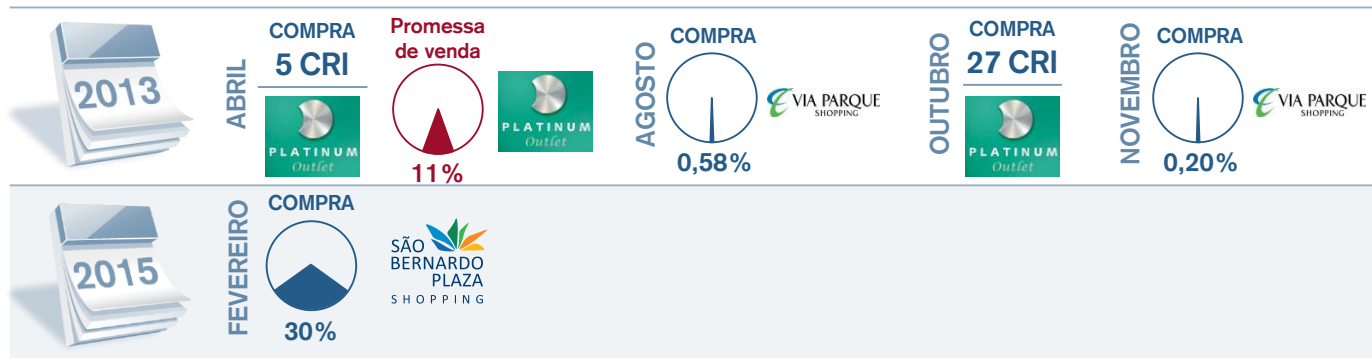 2013
ABRIL
COMPRA
5 CRI
PLATINUM
Outlet
Promessa
de venda
11%
PLATINUM
Outlet
AGOSTO
COMPRA
0,58%
VIA PARQUE
SHOPPING
OUTUBRO
COMPRA
27 CRI
PLATINUM
Outlet
NOVEMBRO
COMPRA
0,20%
VIA PARQUE
SHOPPING
2015
FEVEREIRO
COMPRA
30%
SÃO
BERNARDO
PLAZA
SHOPPING